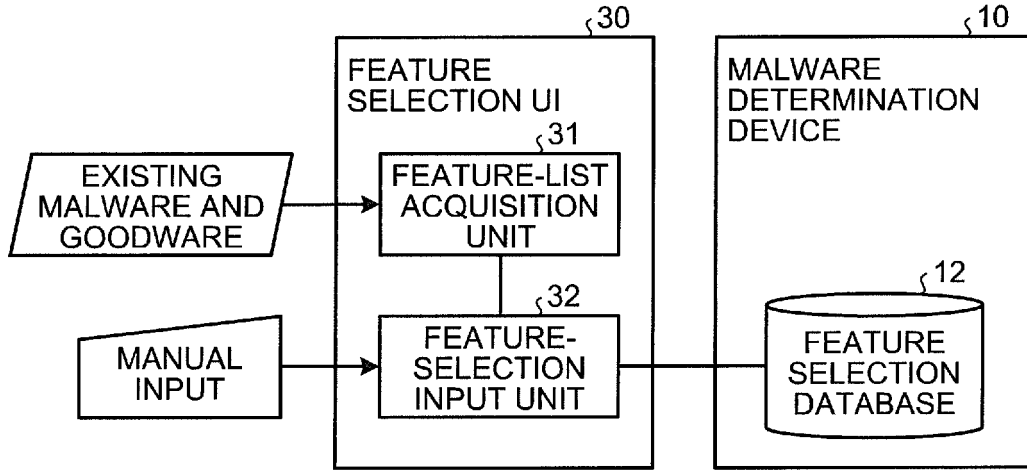 30
10
FEATURE
SELECTION UI
MALWARE
DETERMINATION
DEVICE
31
EXISTING
MALWARE AND
GOODWARE
FEATURE-LIST
ACQUISITION
UNIT
32
12
MANUAL
INPUT
FEATURE-
SELECTION
INPUT UNIT
FEATURE
SELECTION
DATABASE